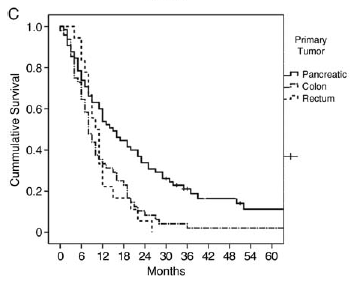 C
Primary
Tumor
Pancreatic
Colon
Rectum
Cummulative Survival
1.0
0.8
0.6
0.4
0.2
0
0 6 12 18 24 30 36 42 48 54 60
Months